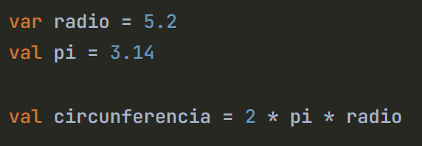 var radio = 5.2
val pi = 3.14
val circunferencia = 2 * pi * radio